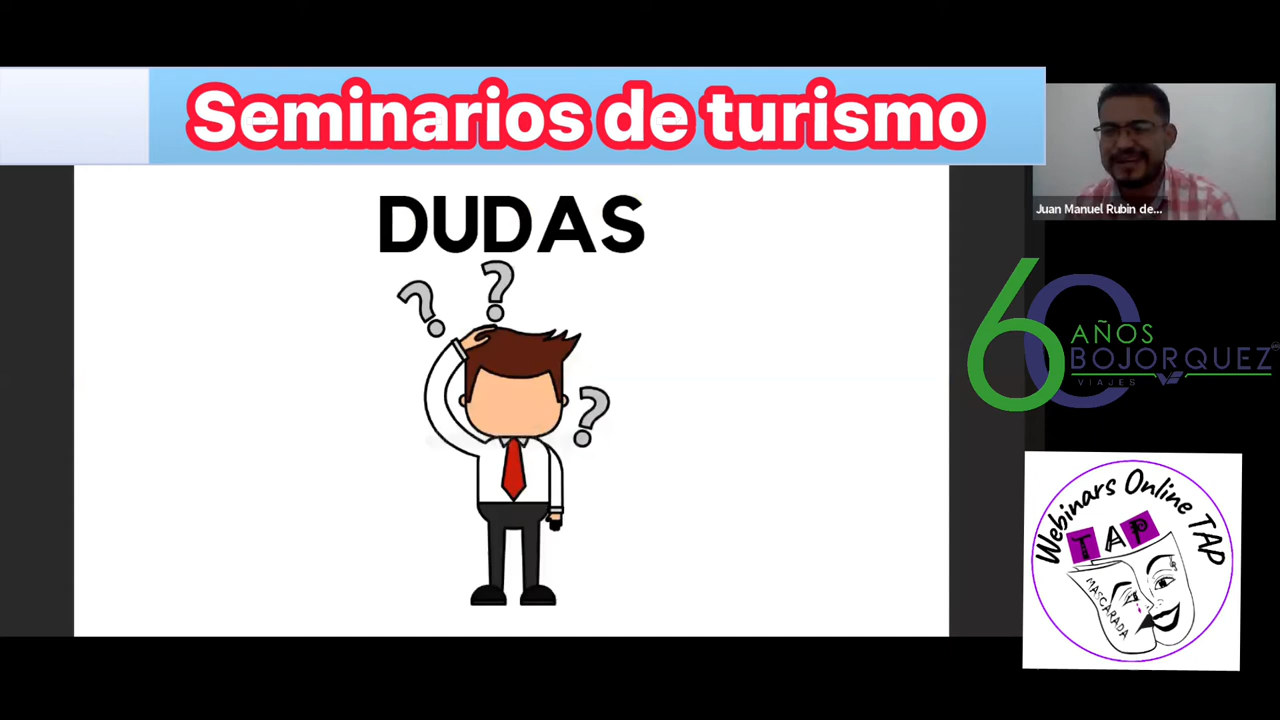 Seminarios de turismo
DUDAS
? ?
?
Juan Manuel Rubin de...
60
AÑOS
BOJORQUEZ
VIAJES
Webinars Online TAP
TAP
MASCARADA